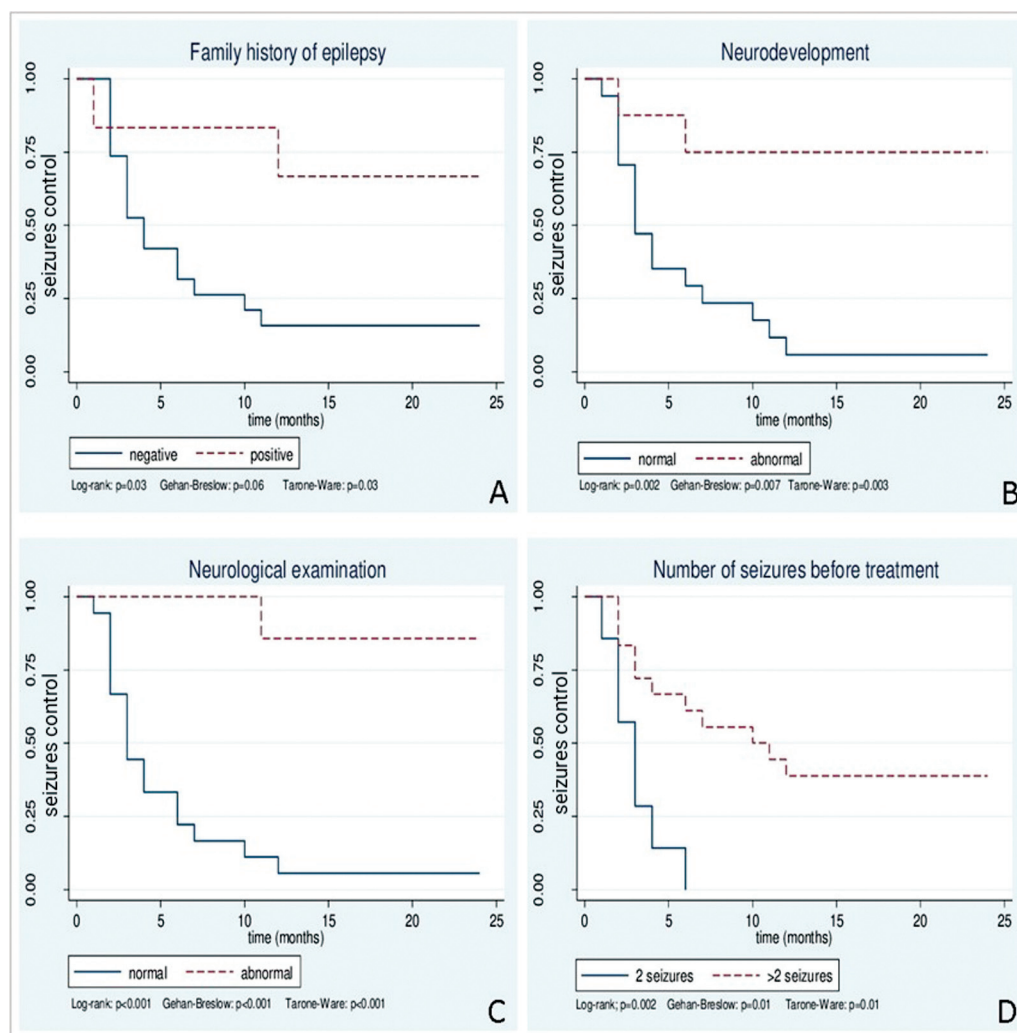 Family history of epilepsy
seizures control
1.00
0.75
0.50
0.25
0.00
0 5 10 15 20 25
time (months)
negative positive
Log-rank: p=0.03 Gehan-Breslow: p=0.06 Tarone-Ware: p=0.03
A
Neurodevelopment
seizures control
1.00
0.75
0.50
0.25
0.00
0 5 10 15 20 25
time (months)
normal abnormal
Log-rank: p=0.002 Gehan-Breslow: p=0.007 Tarone-Ware: p=0.003
B
Neurological examination
seizures control
1.00
0.75
0.50
0.25
0.00
0 5 10 15 20 25
time (months)
normal abnormal
Log-rank: p<0.001 Gehan-Breslow: p<0.001 Tarone-Ware: p<0.001
C
Number of seizures before treatment
seizures control
1.00
0.75
0.50
0.25
0.00
0 5 10 15 20 25
time (months)
2 seizures >2 seizures
Log-rank; p=0.002 Gehan-Breslow: p=0.01 Tarone-Ware: p=0.01
D